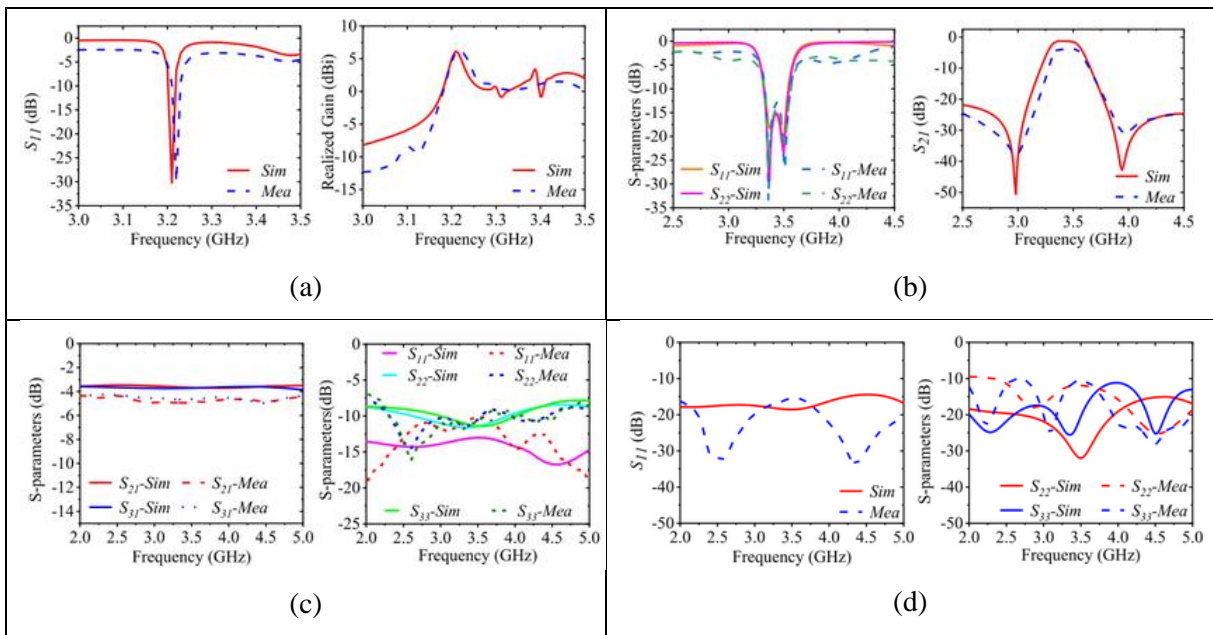 S11 (dB)
0
-5
-10
-15
-20
-25
-30
-35
Sim
Mea
3.0 3.1 3.2 3.3 3.4 3.5
Frequency (GHz)
Realized Gain (dBi)
10
5
0
-5
-10
-15
Sim
Mea
3.0 3.1 3.2 3.3 3.4 3.5
Frequency (GHz)
(a)
S-parameters (dB)
0
-5
-10
-15
-20
-25
-30
-35
S11-Sim S11-Mea
S22-Sim S22-Mea
2.5 3.0 3.5 4.0 4.5
Frequency (GHz)
S21 (dB)
0
-10
-20
-30
-40
-50
Sim
Mea
2.5 3.0 3.5 4.0 4.5
Frequency (GHz)
(b)
S-parameters (dB)
0
-2
-4
-6
-8
-10
-12
-14
S21-Sim S21-Mea
S31-Sim S31-Mea
2.0 2.5 3.0 3.5 4.0 4.5 5.0
Frequency (GHz)
S-parameters(dB)
0
-5
-10
-15
-20
-25
S11-Sim S11-Mea
S22-Sim S22-Mea
S33-Sim S33-Mea
2.0 2.5 3.0 3.5 4.0 4.5 5.0
Frequency (GHz)
(c)
S11 (dB)
0
-10
-20
-30
-40
-50
Sim
Mea
2.0 2.5 3.0 3.5 4.0 4.5 5.0
Frequency (GHz)
S-parameters (dB)
0
-10
-20
-30
-40
-50
S22-Sim S22-Mea
S33-Sim S33-Mea
2.0 2.5 3.0 3.5 4.0 4.5 5.0
Frequency (GHz)
(d)